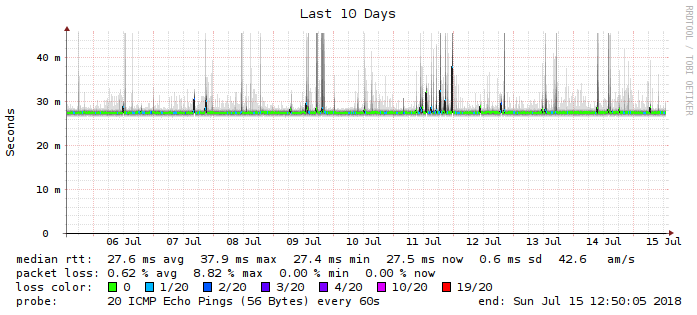 Last 10 Days
RRDTOOL / TOBI OETIKER
Seconds
40 m
30 m
20 m
10 m
0
06 Jul 07 Jul 08 Jul 09 Jul 10 Jul 11 Jul 12 Jul 13 Jul 14 Jul 15 Jul
median rtt: 27.6 ms avg 37.9 ms max 27.4 ms min 27.5 ms now 0.6 ms sd 42.6 am/s
packet loss: 0.62 % avg 8.82 % max 0.00 % min 0.00 % now
loss color: 0 1/20 2/20 3/20 4/20 10/20 19/20
probe: 20 ICMP Echo Pings (56 Bytes) every 60s end: Sun Jul 15 12:50:05 2018